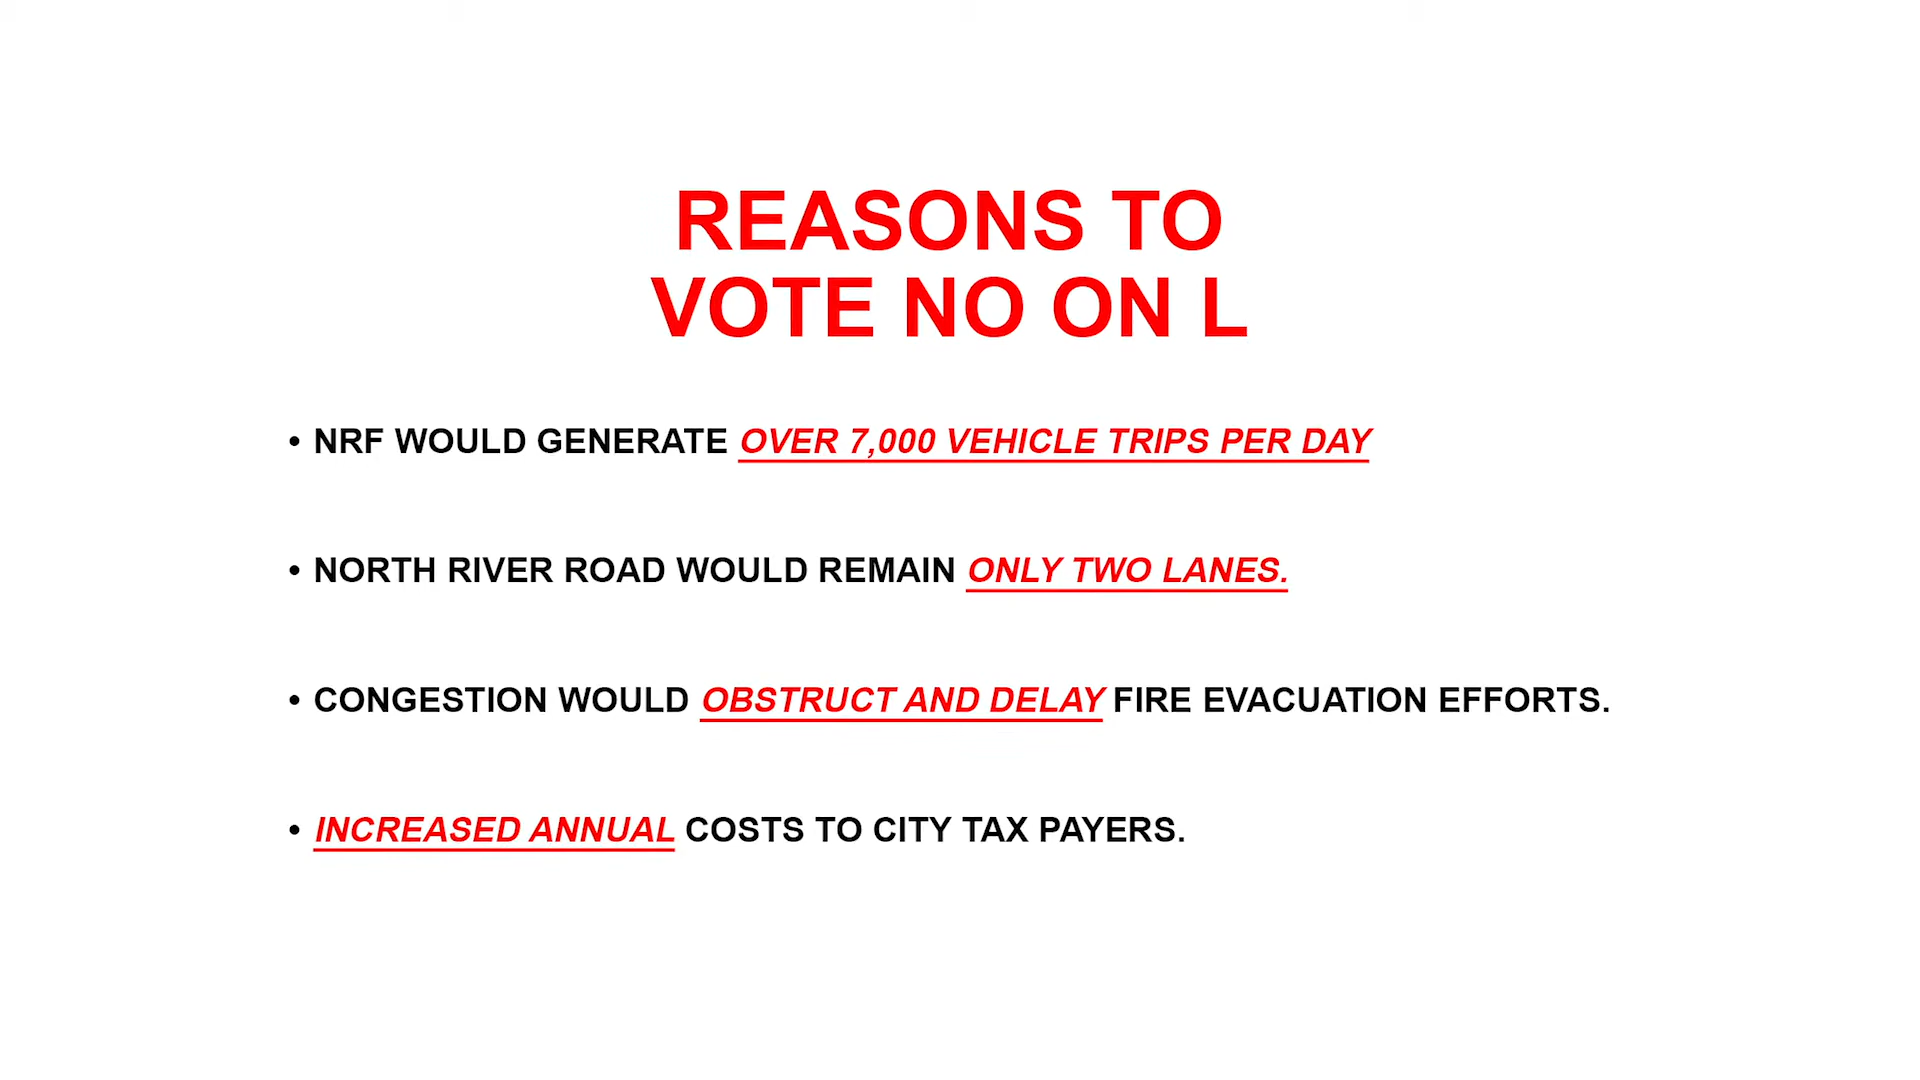 REASONS TO
VOTE NO ON L
• NRF WOULD GENERATE OVER 7,000 VEHICLE TRIPS PER DAY
• NORTH RIVER ROAD WOULD REMAIN ONLY TWO LANES.
• CONGESTION WOULD OBSTRUCT AND DELAY FIRE EVACUATION EFFORTS.
• INCREASED ANNUAL COSTS TO CITY TAX PAYERS.